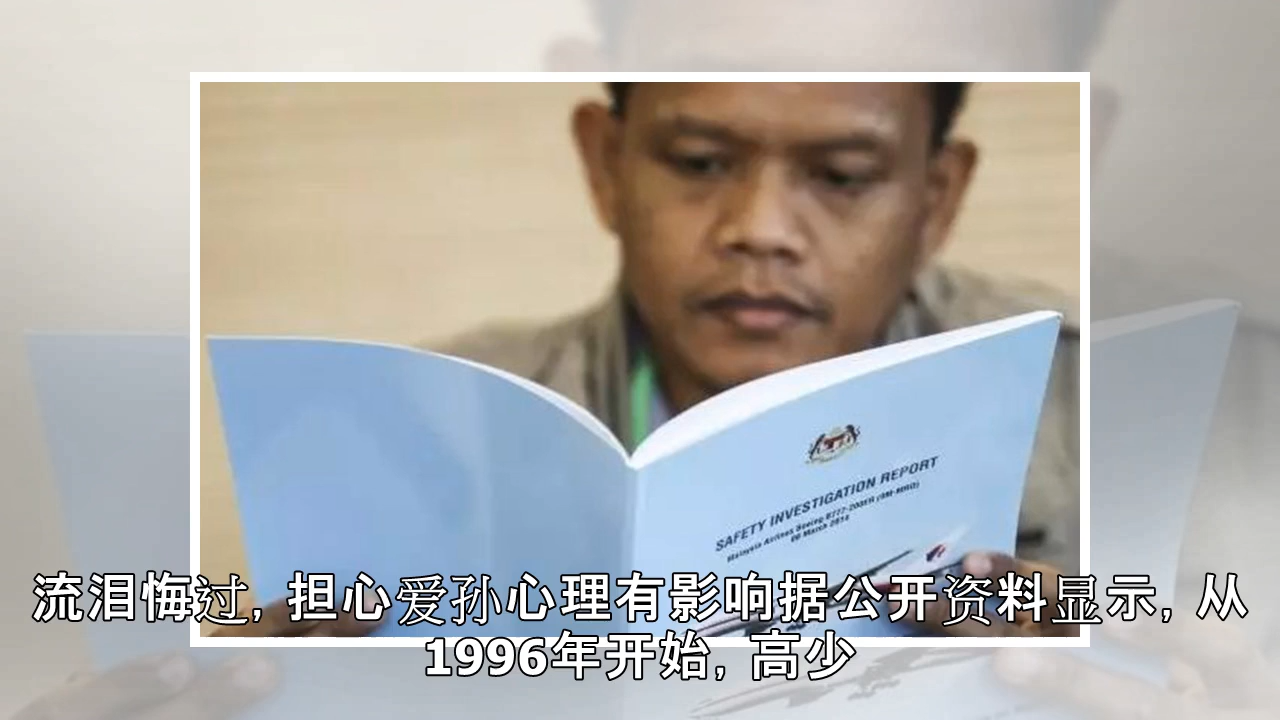 SAFETY INVESTIGATION REPORT
Malaysia Airlines Boeing B777-200ER (9M-MRO)
08 March 2014
流泪悔过, 担心爱孙心理有影响据公开资料显示, 从
1996年开始, 高少